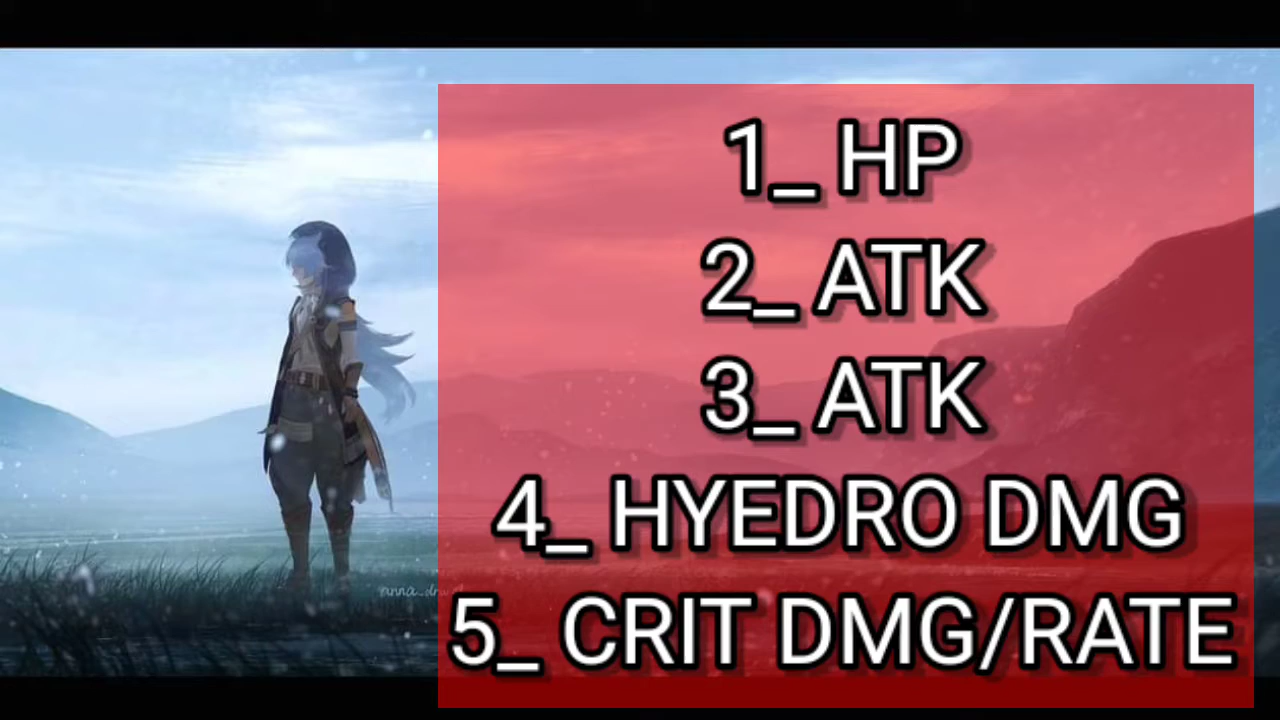 1_ HP
2_ ATK
3_ ATK
4_ HYEDRO DMG
5_ CRIT DMG/RATE